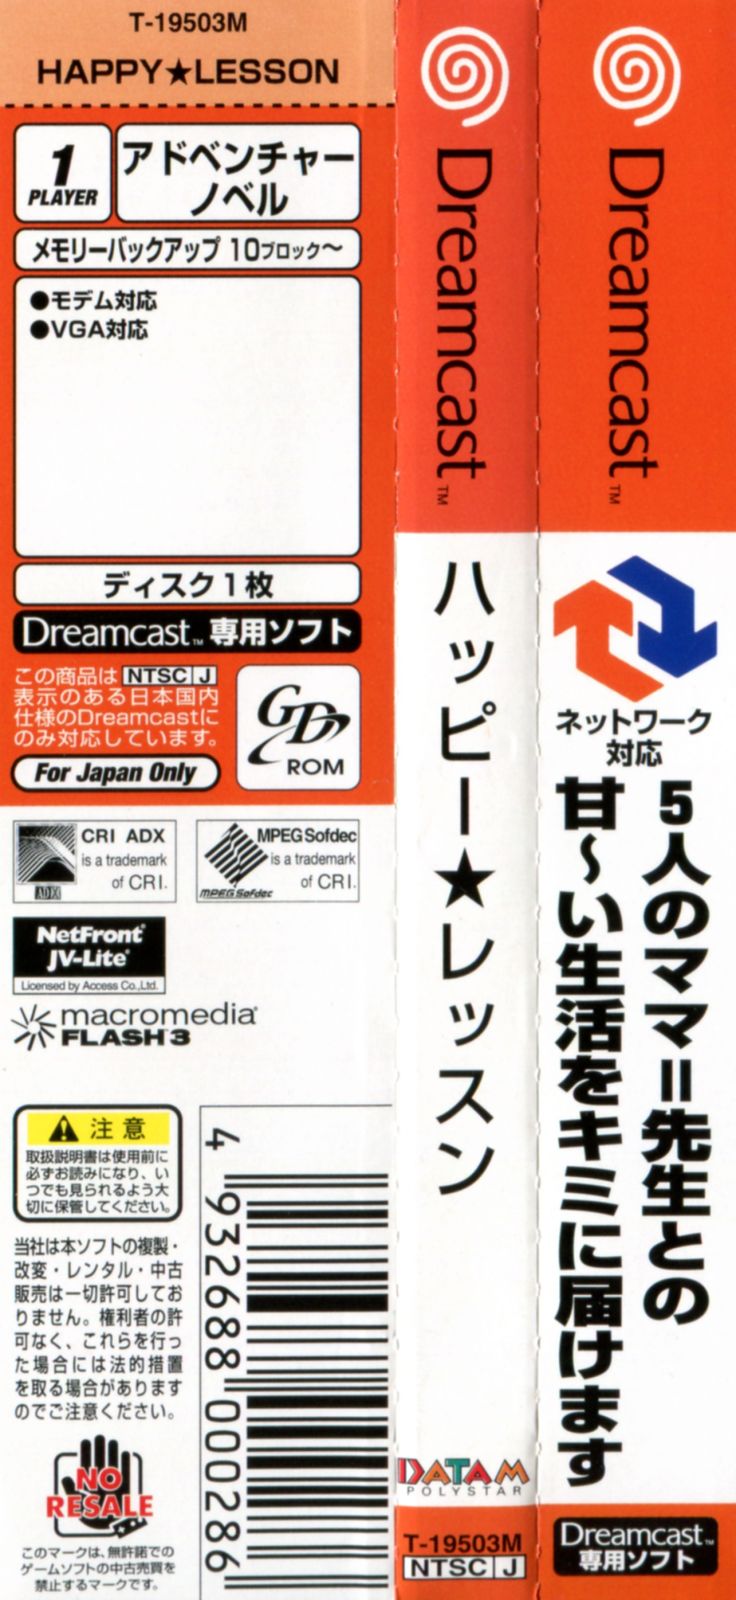 T-19503M
HAPPY★LESSON
1
PLAYER
アドベンチャー
ノベル
メモリーバックアップ 10ブロック〜
●モデム対応
●VGA対応
ディスク1枚
Dreamcast™ 専用ソフト
この商品は NTSC J
表示のある日本国内
仕様のDreamcastに
のみ対応しています。
For Japan Only
GD
ROM
CRI ADX
is a trademark
of CRI.
ADX
MPEG Sofdec
is a trademark
of CRI.
MPEG Sofdec
NetFront®
JV-Lite®
Licensed by Access Co.,Ltd.
macromedia®
FLASH™3
注意
取扱説明書は使用前に
必ずお読みになり、い
つでも見られるよう大
切に保管してください。
当社は本ソフトの複製・
改変・レンタル・中古
販売は一切許可してお
りません。権利者の許
可なく、これらを行っ
た場合には法的措置
を取る場合があります
のでご注意ください。
NO
RESALE
このマークは、無許諾での
ゲームソフトの中古売買を
禁止するマークです。
4 932688 000286
Dreamcast™
ハッピー★レッスン
DATAM
POLYSTAR
T-19503M
NTSC J
Dreamcast™
ネットワーク
対応
5人のママ=先生との
甘〜い生活をキミに届けます
Dreamcast™
専用ソフト